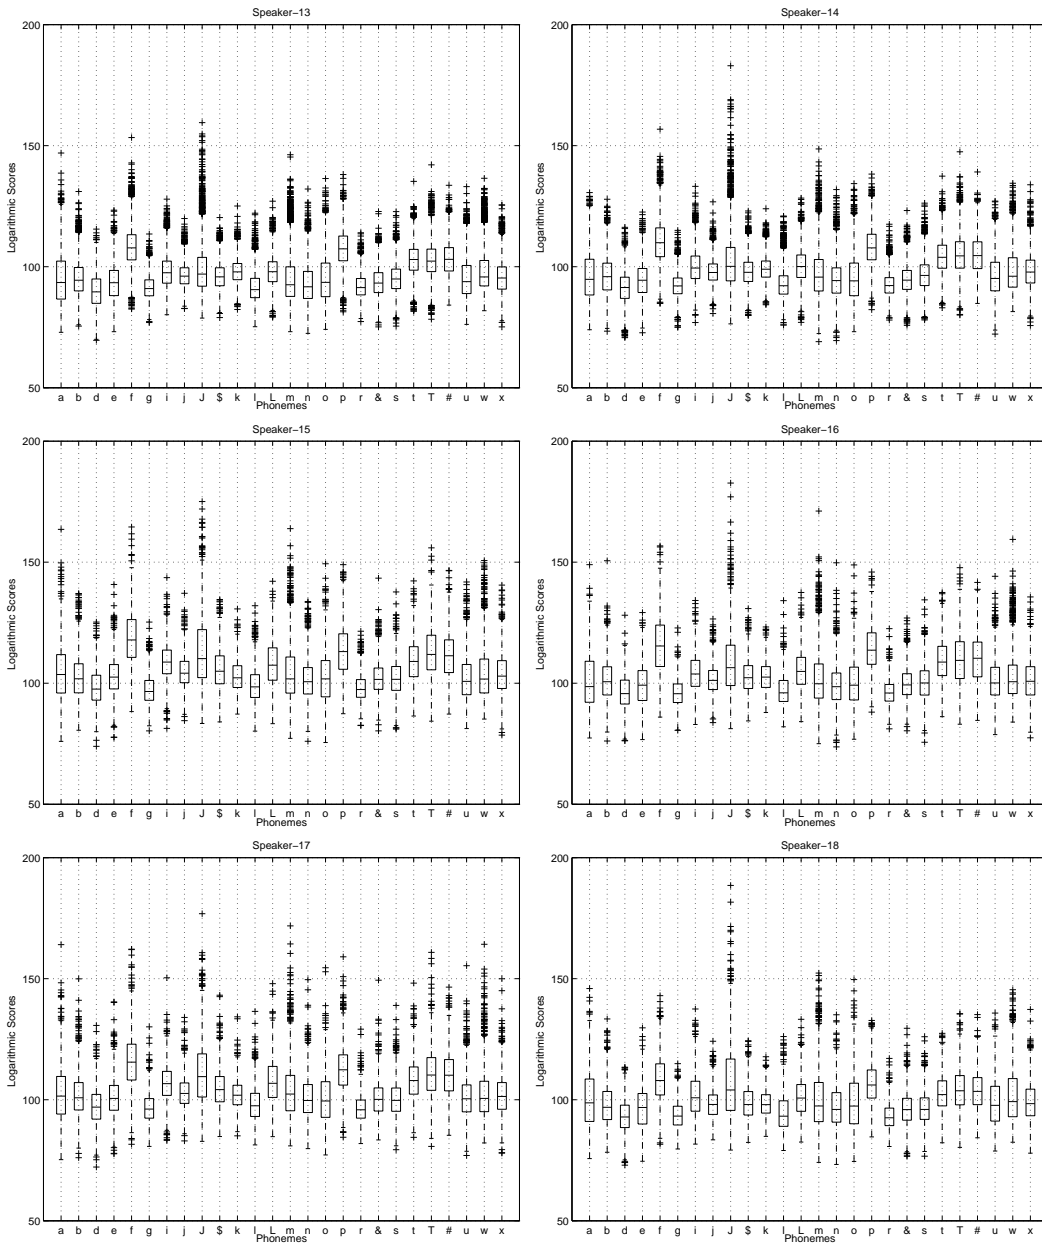 Speaker−13
200
150
100
50
Logarithmic Scores
a b d e f g i j J $ k l L m n o p r & s t T # u w x
Phonemes
Speaker−14
200
150
100
50
Logarithmic Scores
a b d e f g i j J $ k l L m n o p r & s t T # u w x
Phonemes
Speaker−15
200
150
100
50
Logarithmic Scores
a b d e f g i j J $ k l L m n o p r & s t T # u w x
Phonemes
Speaker−16
200
150
100
50
Logarithmic Scores
a b d e f g i j J $ k l L m n o p r & s t T # u w x
Phonemes
Speaker−17
200
150
100
50
Logarithmic Scores
a b d e f g i j J $ k l L m n o p r & s t T # u w x
Phonemes
Speaker−18
200
150
100
50
Logarithmic Scores
a b d e f g i j J $ k l L m n o p r & s t T # u w x
Phonemes